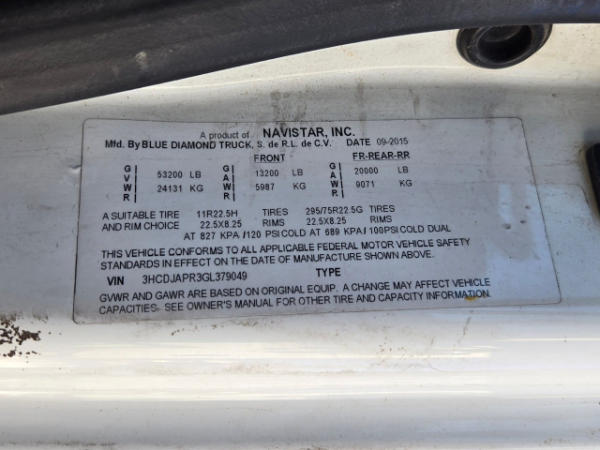 A product of NAVISTAR, INC.
Mfd. By BLUE DIAMOND TRUCK, S. de R.L. de C.V. DATE 09-2015
FRONT FR-REAR-RR
GVWR 53200 LB GAWR 13200 LB GAWR 20000 LB
24131 KG 5987 KG 9071 KG
A SUITABLE TIRE 11R22.5H TIRES 295/75R22.5G TIRES
AND RIM CHOICE 22.5X8.25 RIMS 22.5X8.25 RIMS
AT 827 KPA /120 PSI COLD AT 689 KPA / 100PSI COLD DUAL
THIS VEHICLE CONFORMS TO ALL APPLICABLE FEDERAL MOTOR VEHICLE SAFETY
STANDARDS IN EFFECT ON THE DATE OF MANUFACTURE SHOWN ABOVE.
VIN 3HCDJAPR3GL379049 TYPE
GVWR AND GAWR ARE BASED ON ORIGINAL EQUIP. A CHANGE MAY AFFECT VEHICLE
CAPACITIES. SEE OWNER'S MANUAL FOR OTHER TIRE AND CAPACITY INFORMATION.